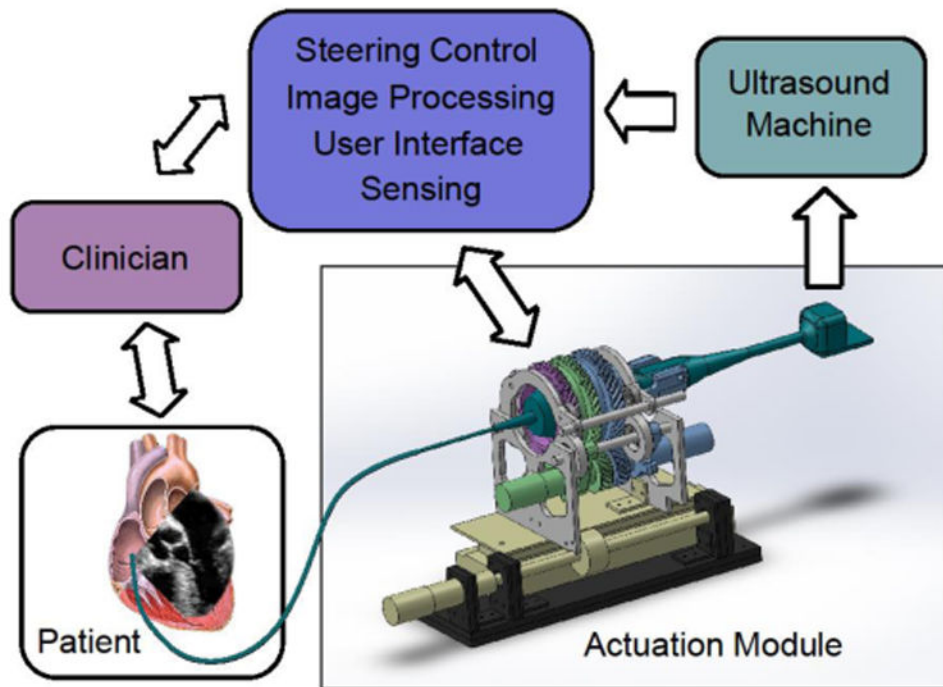 Steering Control
Image Processing
User Interface
Sensing
Ultrasound
Machine
Clinician
Patient
Actuation Module